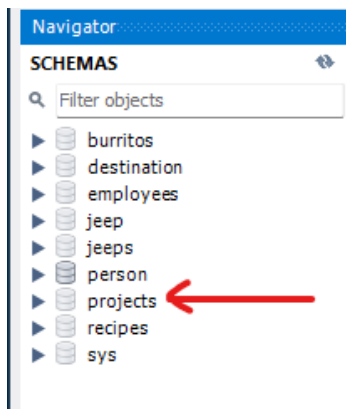 Navigator
SCHEMAS
Filter objects
burritos
destination
employees
jeep
jeeps
person
projects
recipes
sys